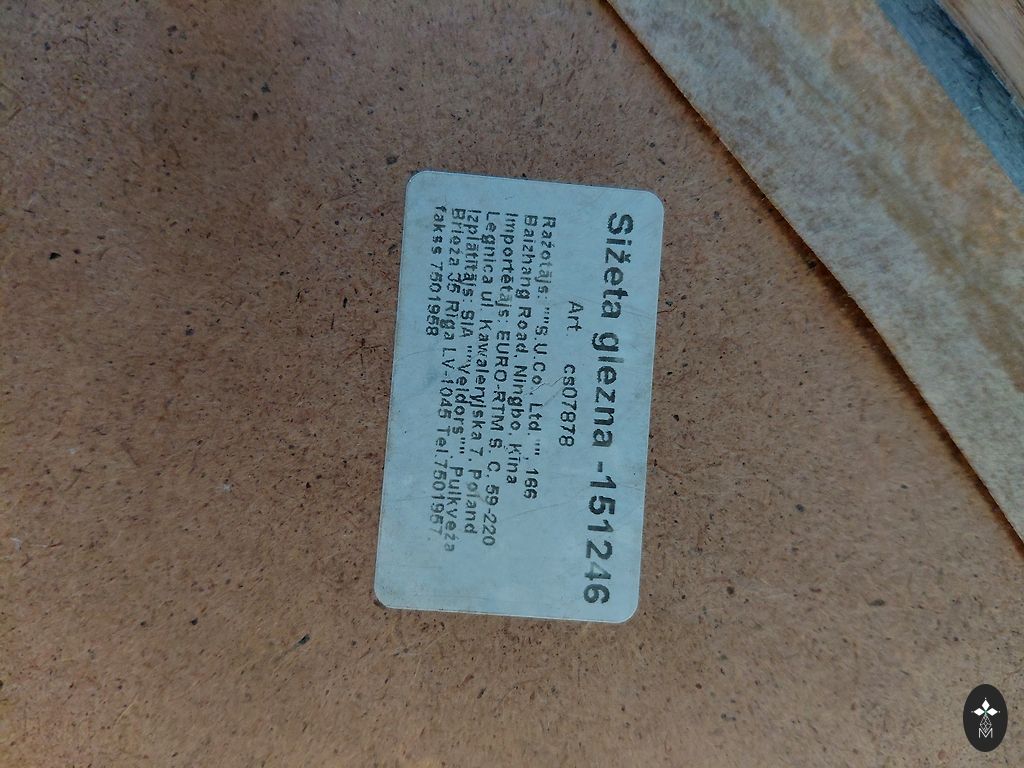 Sižeta glezna -151246
Art cs07878
Ražotājs: ""S.U.Co., Ltd."", 166
Baizhang Road, Ningbo, Ķīna
Importētājs: EURO-RTM S. C, 59-220
Legnica ul. Kawaleryjska 7, Poland
Izplatītājs: SIA """Veldors"", Pulkveža
Brieža 35 Rīga LV-1045 Tel.7501957.
fakss 7501958
M